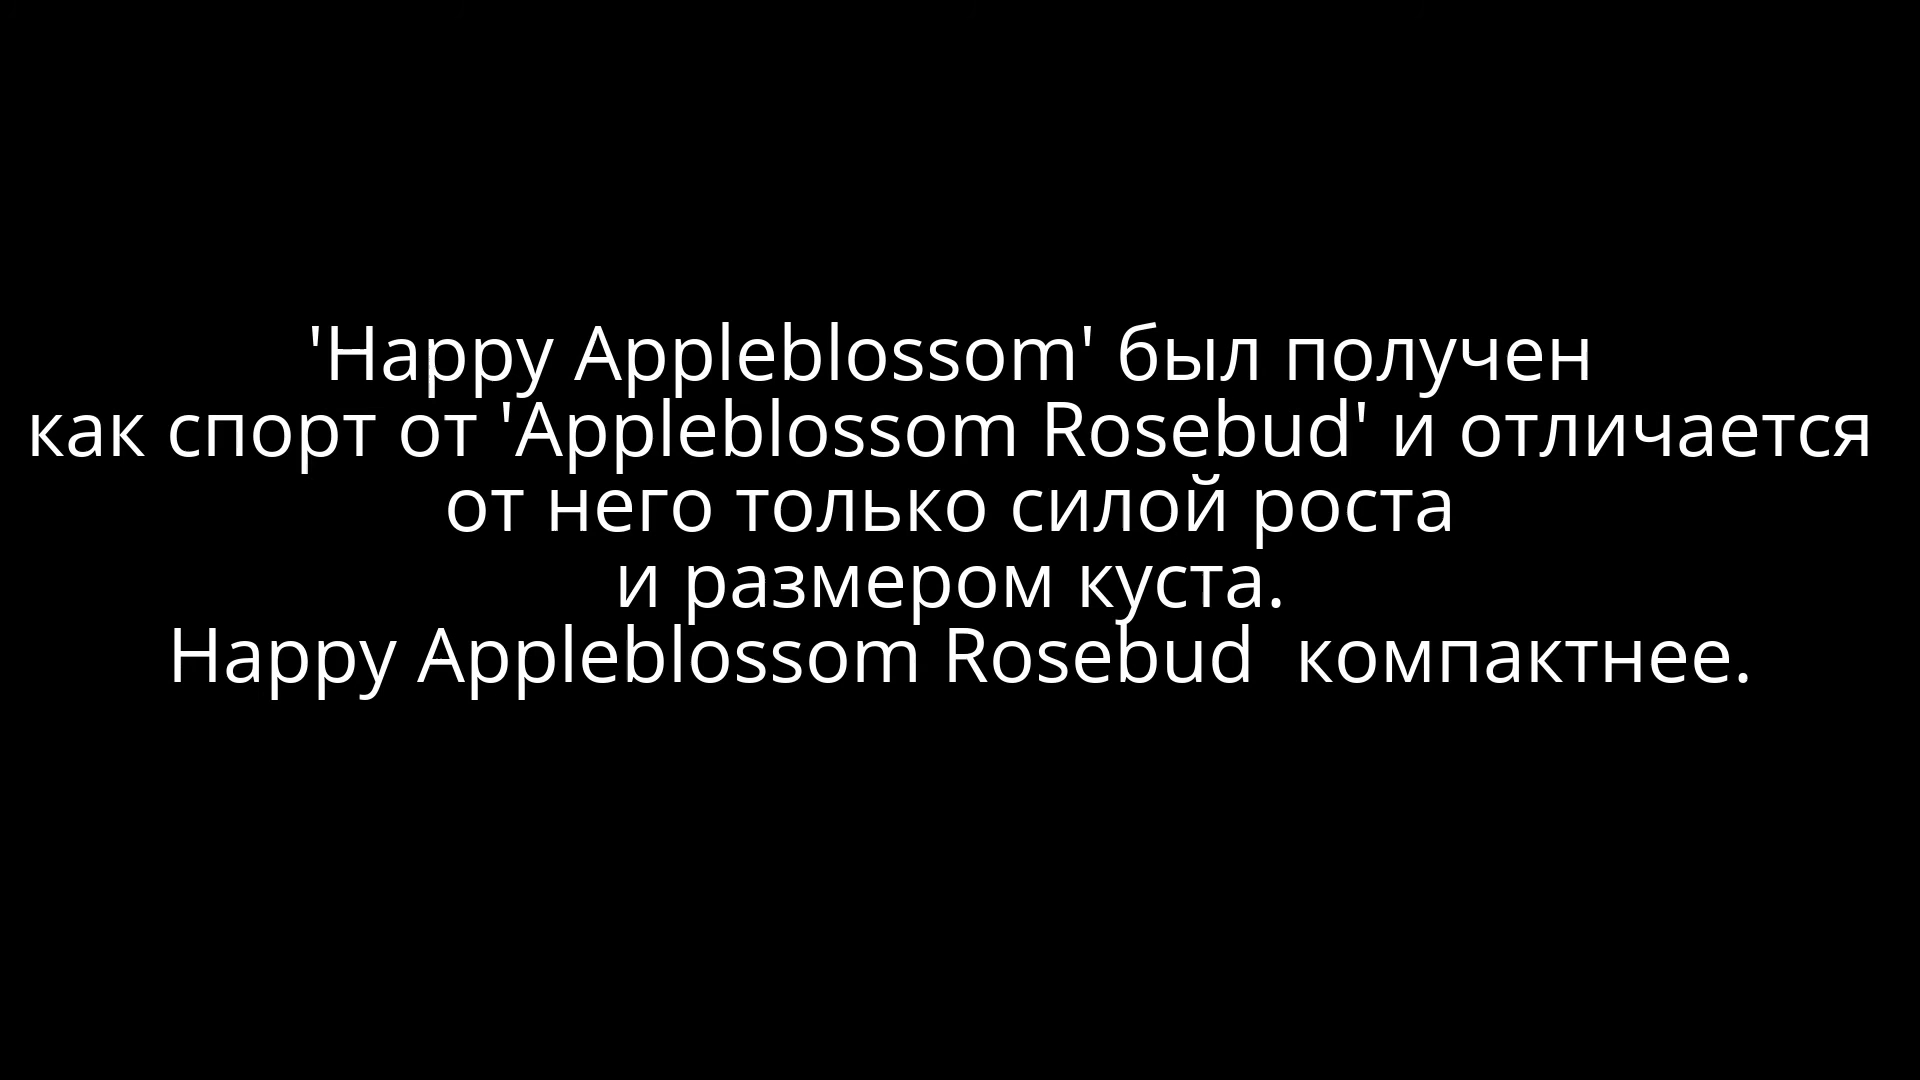 'Happy Appleblossom' был получен
как спорт от 'Appleblossom Rosebud' и отличается
от него только силой роста
и размером куста.
Happy Appleblossom Rosebud  компактнее.